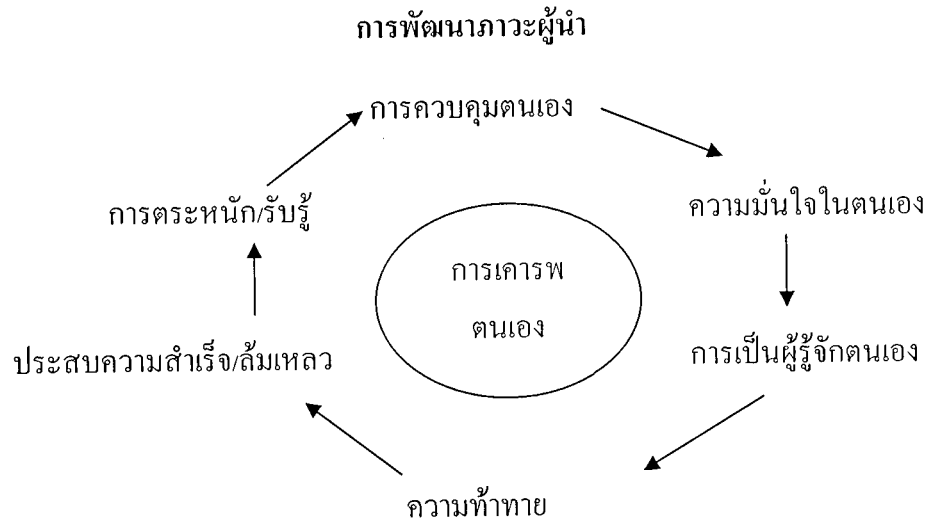 การพัฒนาภาวะผู้นำ
การควบคุมตนเอง
การตระหนัก/รับรู้
ความมั่นใจในตนเอง
การเคารพ
ตนเอง
ประสบความสำเร็จ/ล้มเหลว
การเป็นผู้รู้จักตนเอง
ความท้าทาย